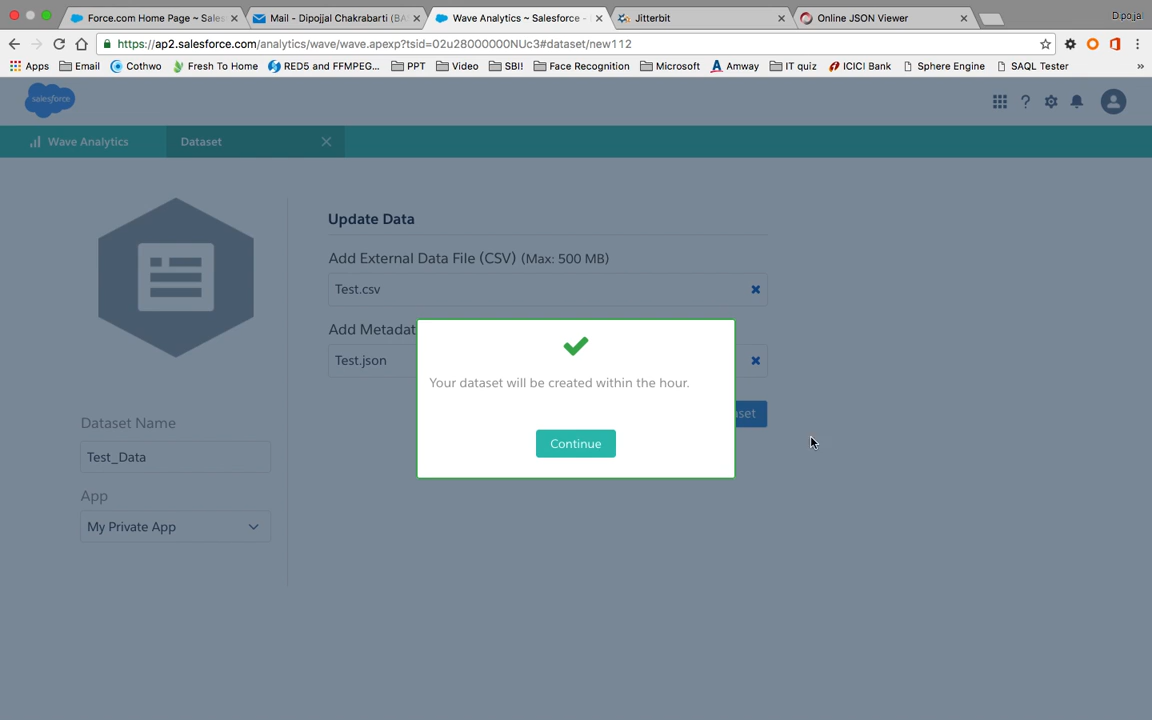 Force.com Home Page ~ Sales
Mail - Dipojjal Chakrabarti (BA
Wave Analytics ~ Salesforce -
Jitterbit
Online JSON Viewer
Dipojal
https://ap2.salesforce.com/analytics/wave/wave.apexp?tsid=02u28000000NUc3#dataset/new112
Apps
Email
Cothwo
Fresh To Home
RED5 and FFMPEG...
PPT
Video
SBI!
Face Recognition
Microsoft
Amway
IT quiz
ICICI Bank
Sphere Engine
SAQL Tester
»
salesforce
Wave Analytics
Dataset
Update Data
Add External Data File (CSV) (Max: 500 MB)
Test.csv
Add Metadat
Test.json
Your dataset will be created within the hour.
Continue
aset
Dataset Name
Test_Data
App
My Private App